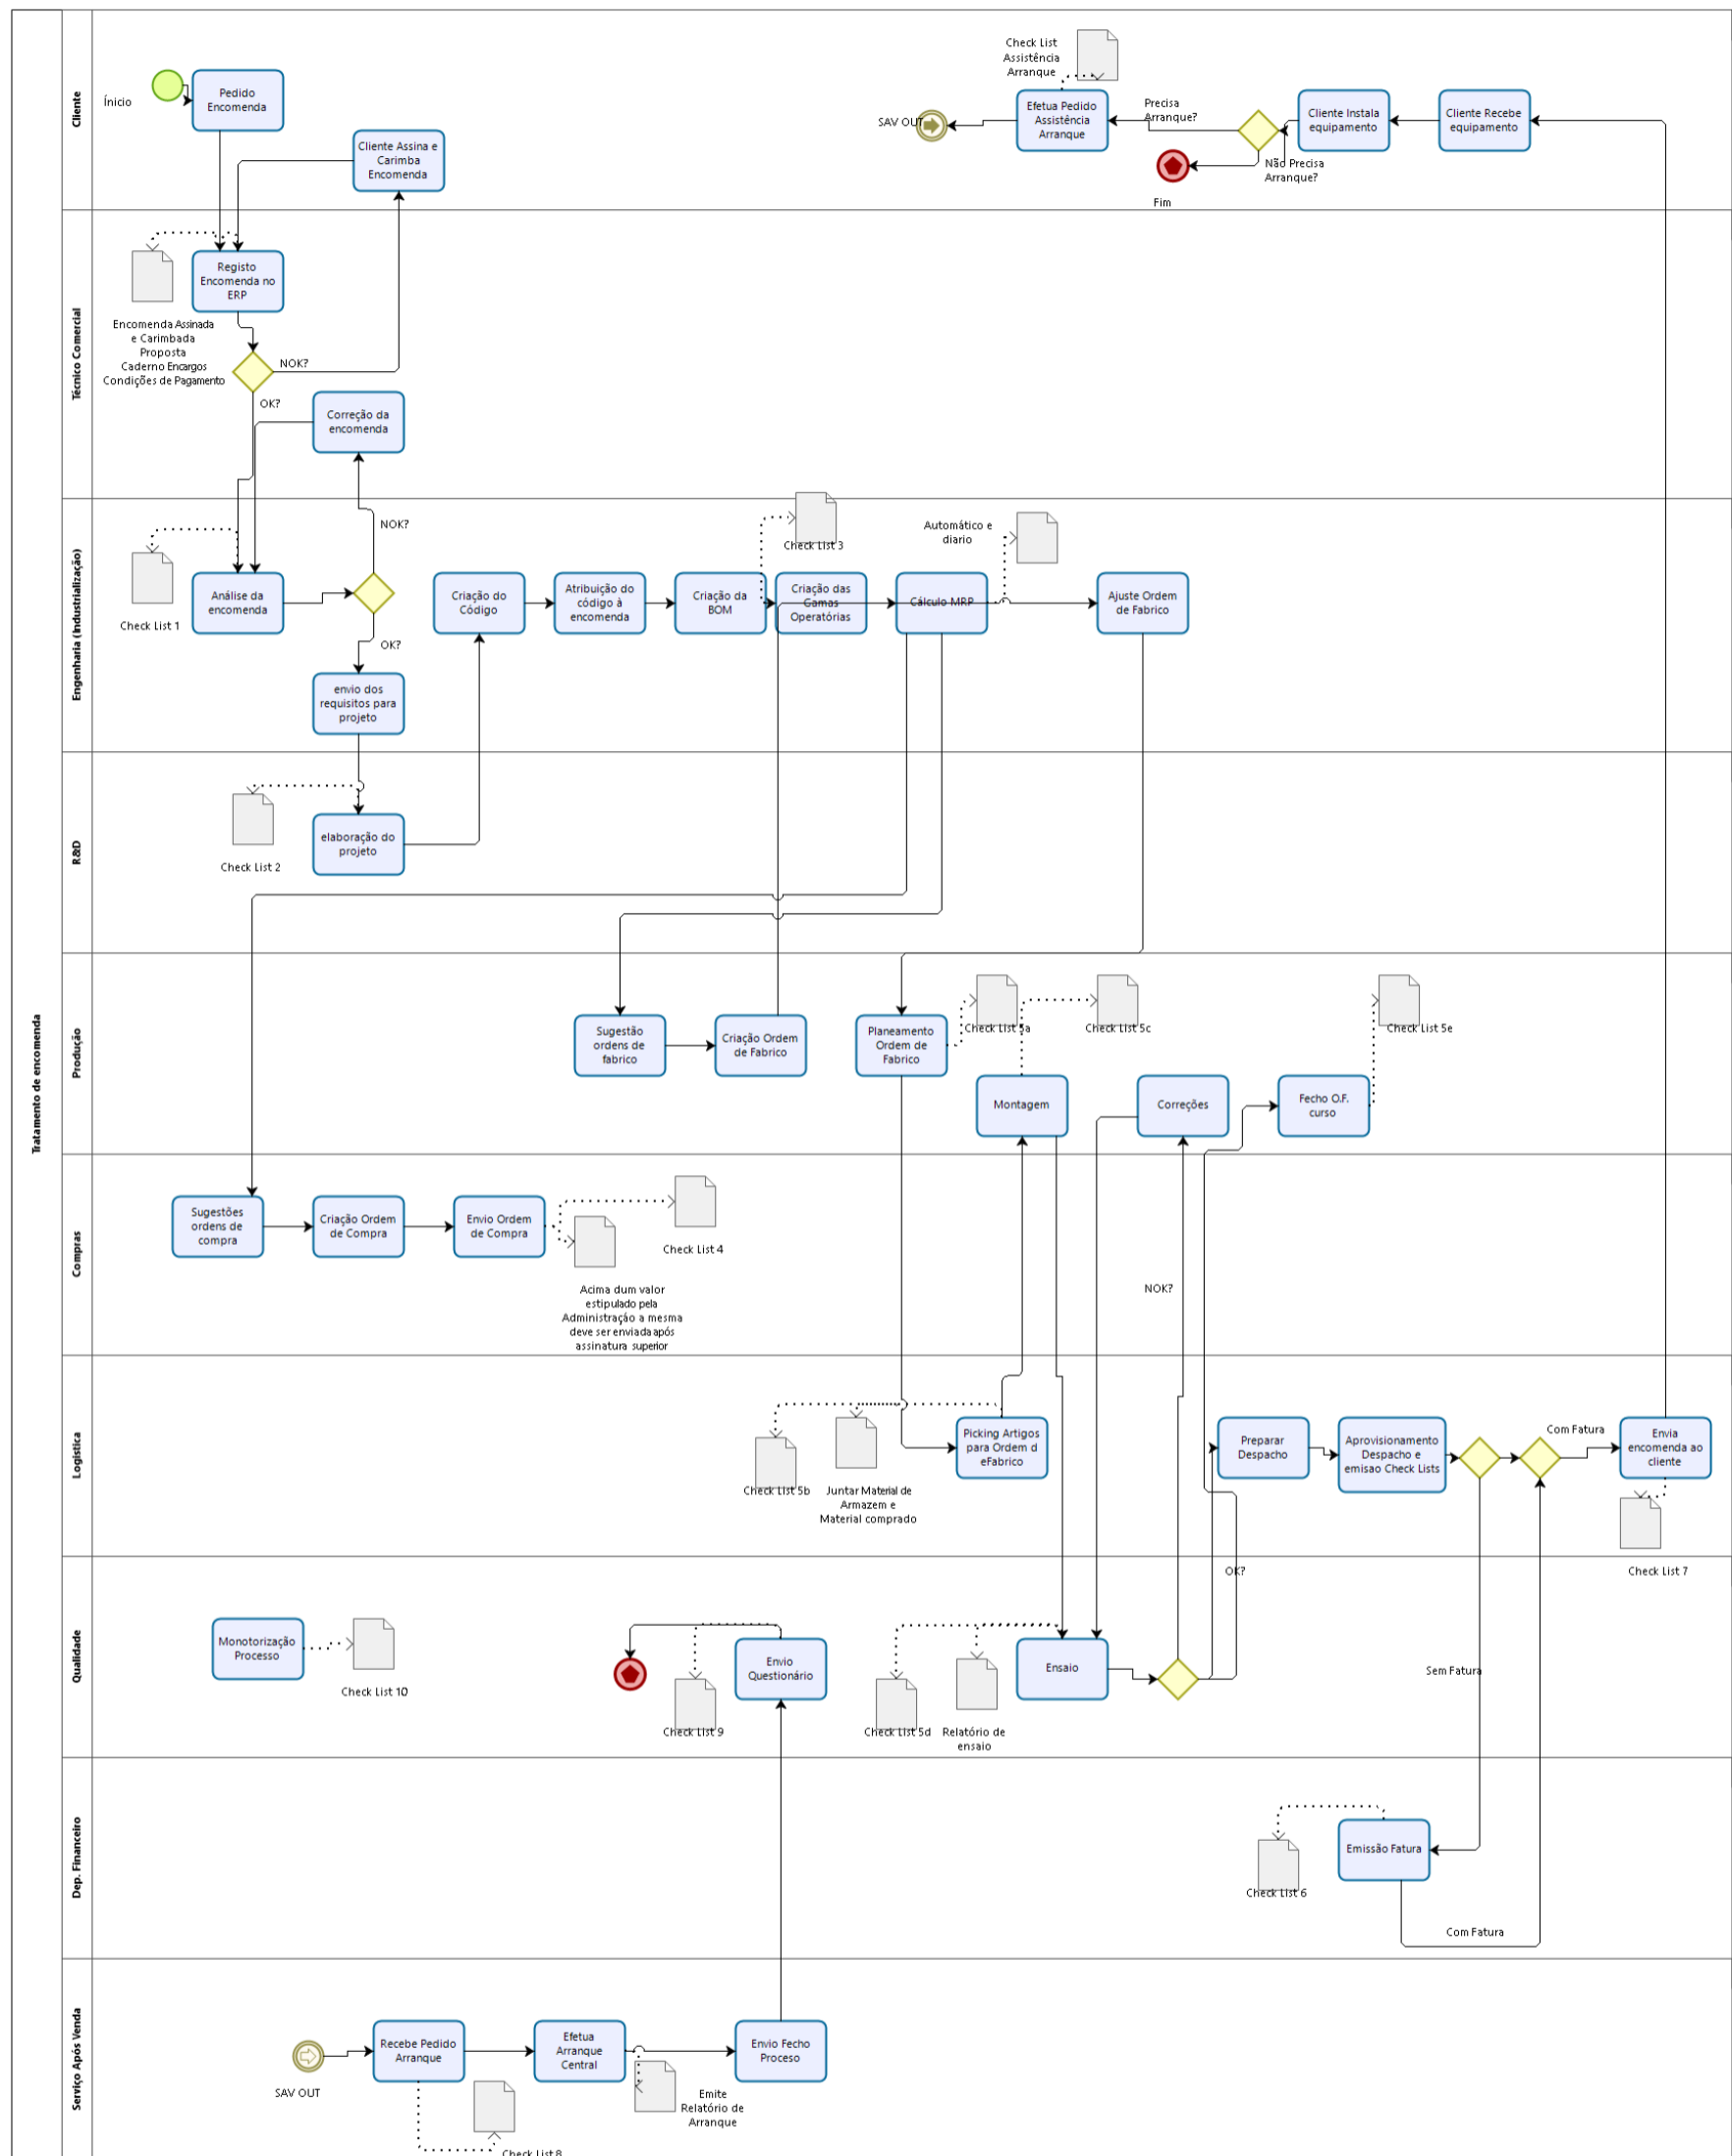 Tratamento de encomenda
Cliente
Ínicio
Pedido
Encomenda
Cliente Assina e
Carimba
Encomenda
Check List
Assistência
Arranque
SAV OUT
Efetua Pedido
Assistência
Arranque
Precisa
Arranque?
Fim
Não Precisa
Arranque?
Cliente Instala
equipamento
Cliente Recebe
equipamento
Técnico Comercial
Registo
Encomenda no
ERP
Encomenda Assinada
e Carimbada
Proposta
Caderno Encargos
Condições de Pagamento
NOK?
OK?
Correção da
encomenda
Engenharia (Industrialização)
Check List 1
Análise da
encomenda
NOK?
OK?
envio dos
requisitos para
projeto
Criação do
Código
Atribuição do
código à
encomenda
Criação da
BOM
Check List 3
Criação das
Gamas
Operatórias
Cálculo MRP
Automático e
diario
Ajuste Ordem
de Fabrico
R&D
Check List 2
elaboração do
projeto
Produção
Sugestão
ordens de
fabrico
Criação Ordem
de Fabrico
Planeamento
Ordem de
Fabrico
Check List 5a
Check List 5c
Check List 5e
Montagem
Correções
Fecho O.F.
curso
Compras
Sugestões
ordens de
compra
Criação Ordem
de Compra
Envio Ordem
de Compra
Check List 4
Acima dum valor
estipulado pela
Administração a mesma
deve ser enviada após
assinatura superior
NOK?
Logística
Check List 5b
Juntar Material de
Armazem e
Material comprado
Picking Artigos
para Ordem d
eFabrico
Preparar
Despacho
Aprovisionamento
Despacho e
emisao Check Lists
Com Fatura
Envia
encomenda ao
cliente
Check List 7
Qualidade
OK?
Monotorização
Processo
Check List 10
Envio
Questionário
Check List 9
Check List 5d
Relatório de
ensaio
Ensaio
Sem Fatura
Dep. Financeiro
Check List 6
Emissão Fatura
Com Fatura
Serviço Após Venda
SAV OUT
Recebe Pedido
Arranque
Efetua
Arranque
Central
Envio Fecho
Proceso
Emite
Relatório de
Arranque
Check List 8